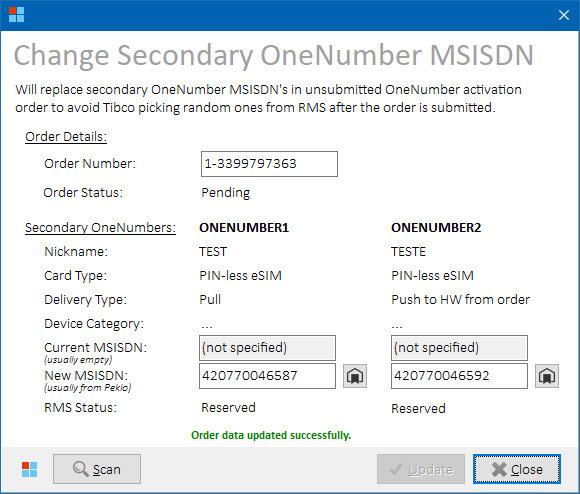 Change Secondary OneNumber MSISDN
Will replace secondary OneNumber MSISDN's in unsubmitted OneNumber activation
order to avoid Tibco picking random ones from RMS after the order is submitted.
Order Details:
Order Number: 1-3399797363
Order Status: Pending
Secondary OneNumbers: ONENUMBER1 ONENUMBER2
Nickname: TEST TESTE
Card Type: PIN-less eSIM PIN-less eSIM
Delivery Type: Pull Push to HW from order
Device Category: ... ...
Current MSISDN: (not specified) (not specified)
(usually empty)
New MSISDN: 420770046587 420770046592
(usually from Peklo)
RMS Status: Reserved Reserved
Order data updated successfully.
Scan Update Close